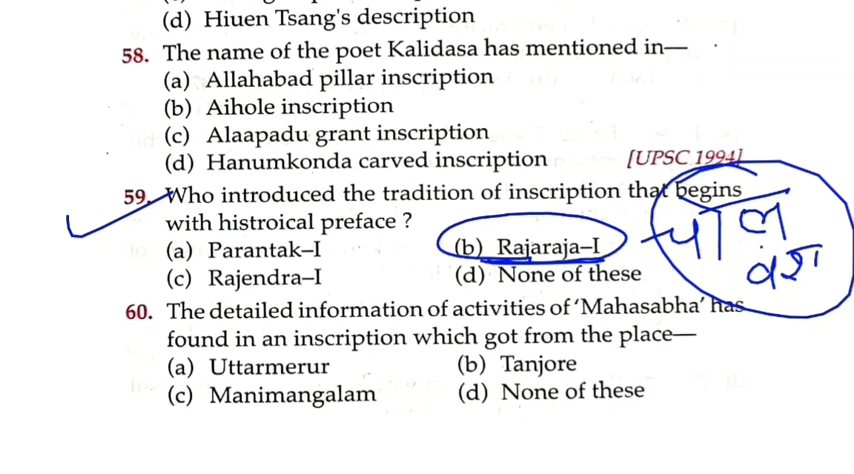 (d) Hiuen Tsang's description
58. The name of the poet Kalidasa has mentioned in—
(a) Allahabad pillar inscription
(b) Aihole inscription
(c) Alaapadu grant inscription
(d) Hanumkonda carved inscription [UPSC 1994]
59. Who introduced the tradition of inscription that begins
with histroical preface ?
(a) Parantak–I (b) Rajaraja–I
(c) Rajendra–I (d) None of these
60. The detailed information of activities of 'Mahasabha' has
found in an inscription which got from the place—
(a) Uttarmerur (b) Tanjore
(c) Manimangalam (d) None of these